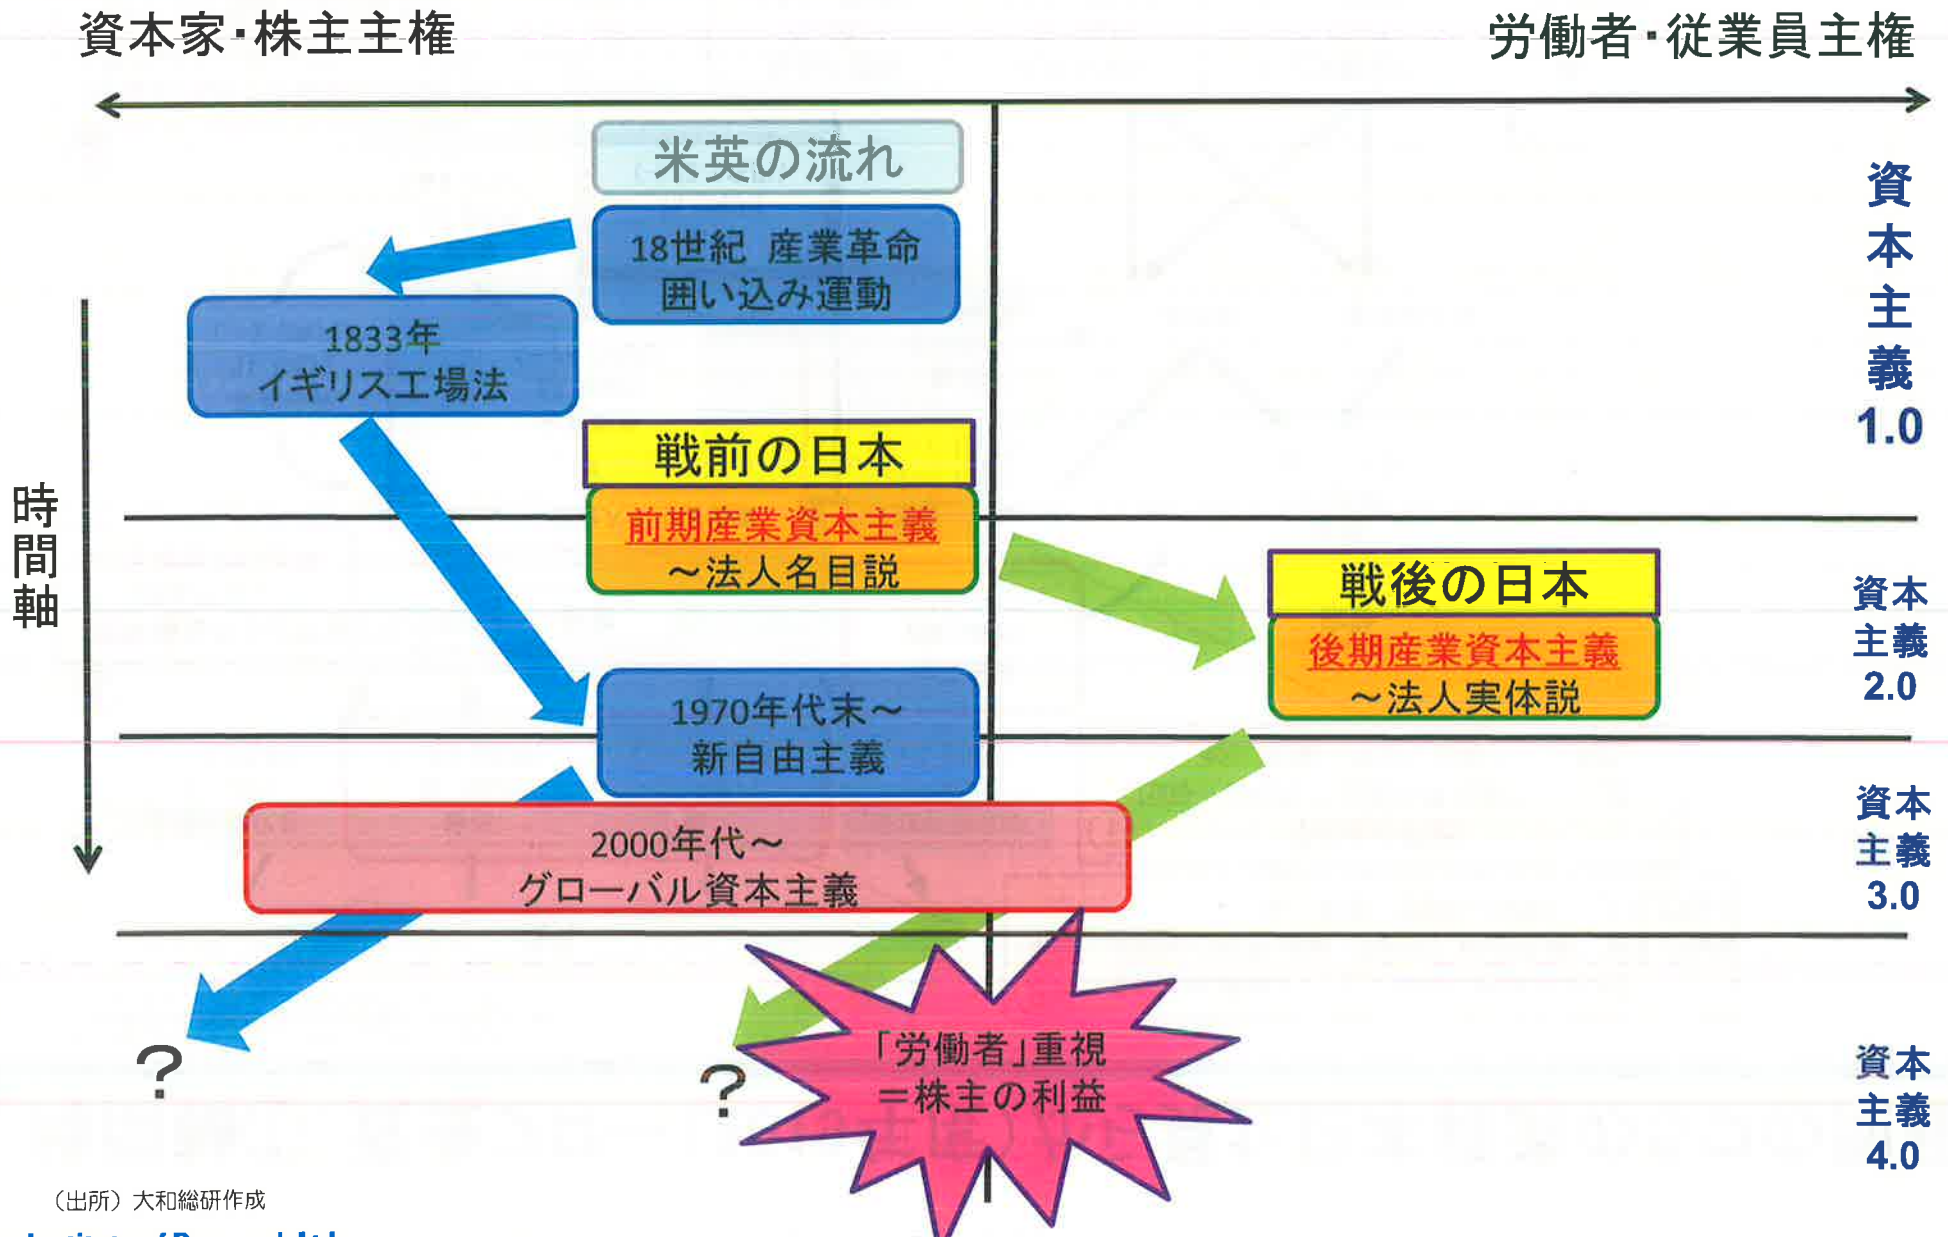 資本家・株主主権
労働者・従業員主権
米英の流れ
18世紀 産業革命
囲い込み運動
1833年
イギリス工場法
戦前の日本
前期産業資本主義
～法人名目説
戦後の日本
後期産業資本主義
～法人実体説
1970年代末～
新自由主義
2000年代～
グローバル資本主義
時間軸
資本主義
1.0
資本
主義
2.0
資本
主義
3.0
資本
主義
4.0
?
?
「労働者」重視
＝株主の利益
（出所）大和総研作成